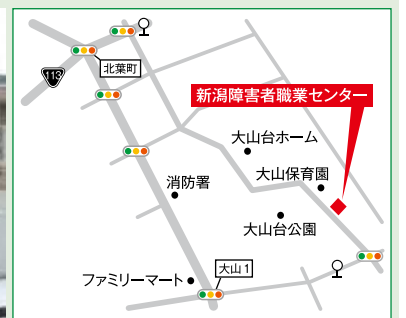 113
北葉町
新潟障害者職業センター
大山台ホーム
大山保育園
消防署
大山台公園
大山1
ファミリーマート